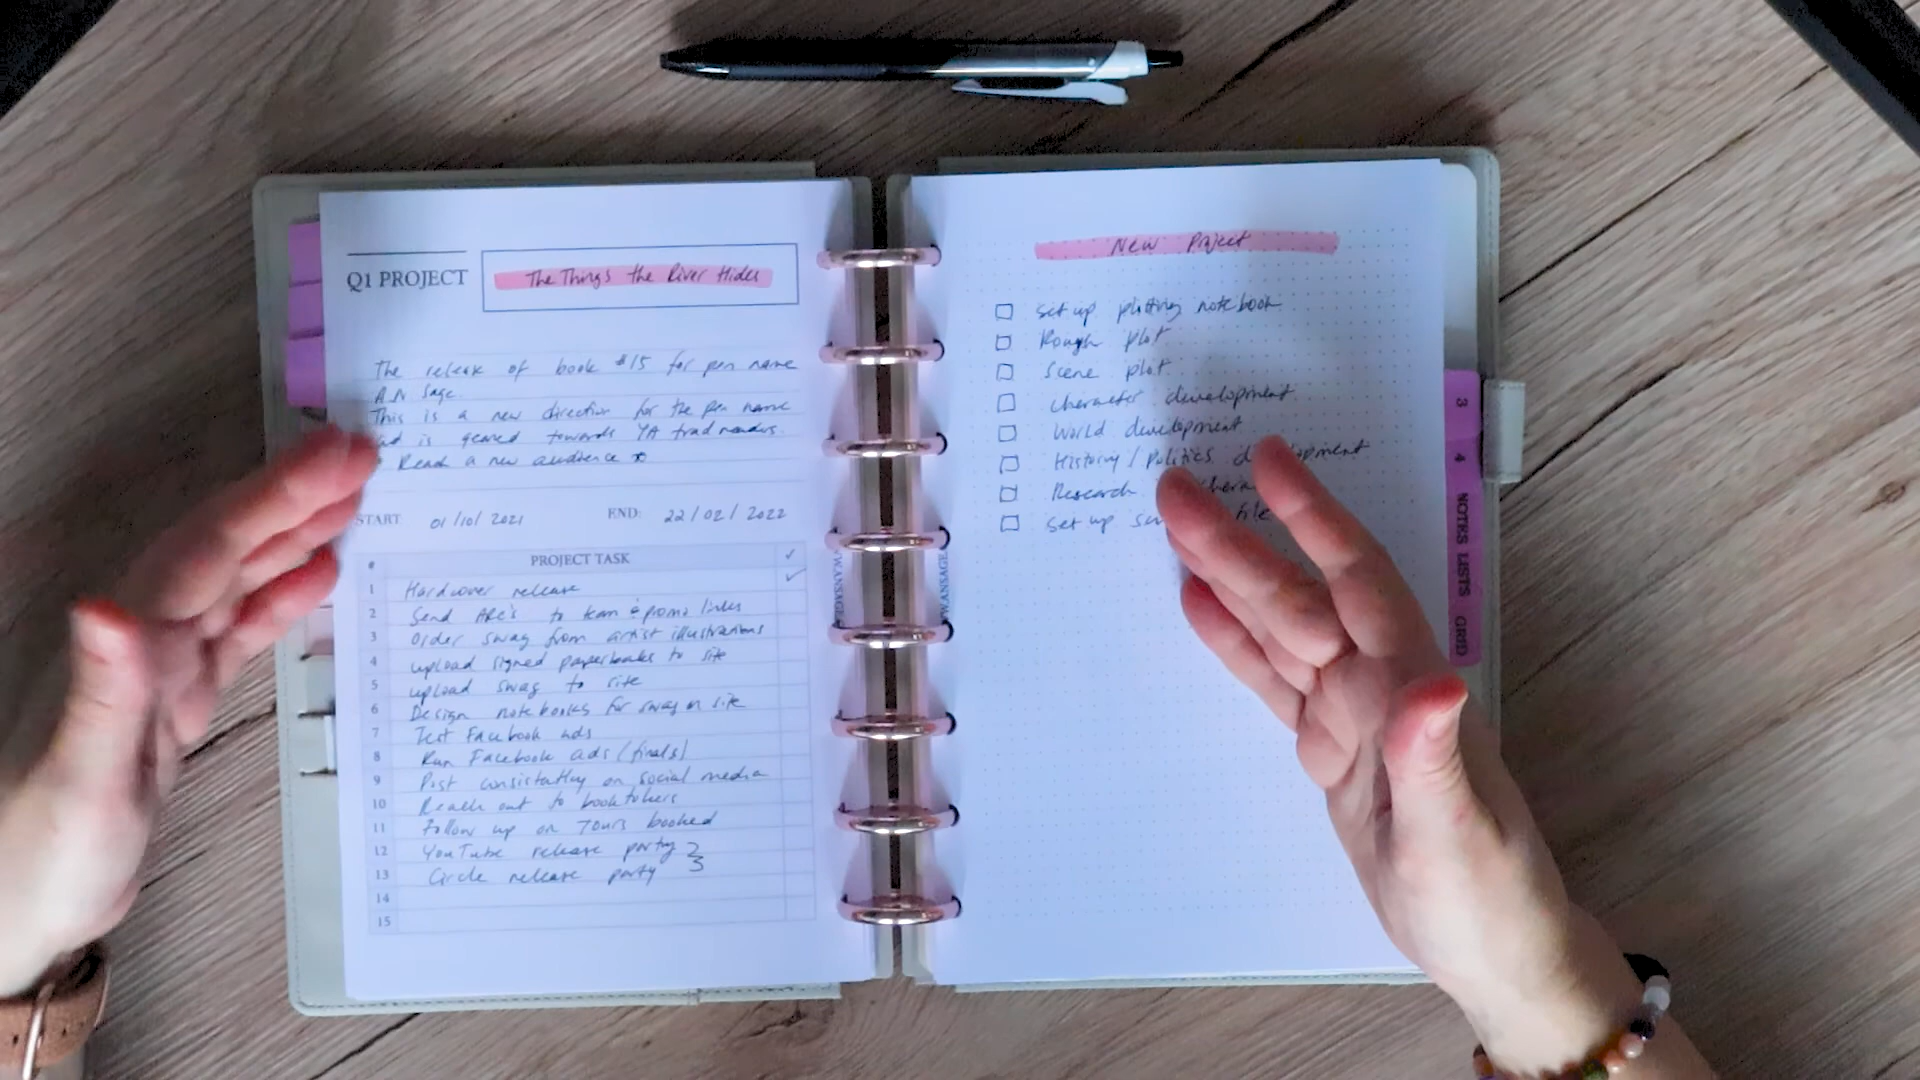 Q1 PROJECT
The Things the River Hides
The release of book #15 for pen name
A.N Sage.
This is a new direction for the pen name
is geared towards YA trad readers.
Reach a new audience
START: 01/10/2021 END: 22/02/2022
# PROJECT TASK ✓
1 Hardcover release ✓
2 Send ARC's to team + promo links
3 Order swag from artist illustrations
4 upload signed paperbacks to site
5 upload swag to site
6 Design notebooks for swag on site
7 Test Facebook ads
8 Run Facebook ads (finals)
9 Post consistatley on social media
10 Reach out to booktokers
11 Follow up on Tours booked
12 YouTube release party
13 Circle release party
14
15
New Project
set up plotting notebook
Rough plot
Scene plot
Character development
World development
History / Politics
Research
set up file
3
4
NOTES
LISTS
GRID